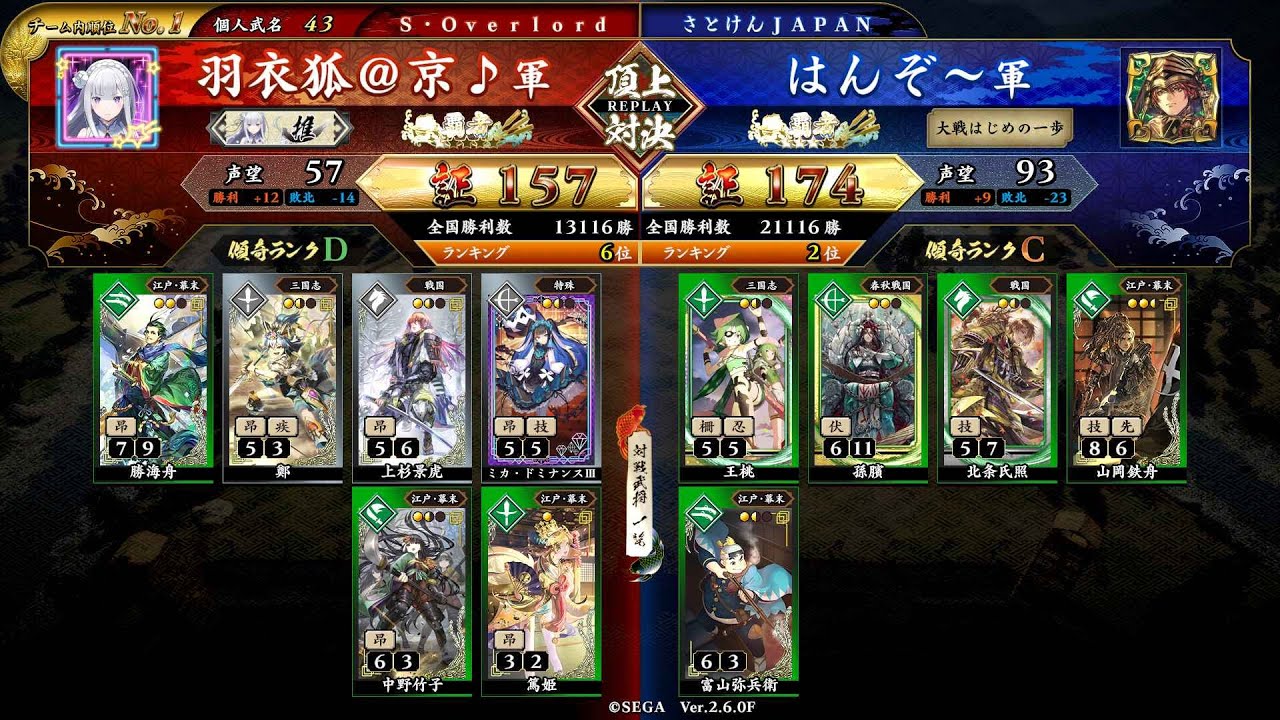 チーム内順位 No.1 個人武名 43
S・Overlord
さとけんJAPAN
羽衣狐@京♪軍
頂上
REPLAY
対決
はんぞ~軍
推
覇者
覇者
大戦はじめの一歩
声望 57
勝利 +12 敗北 -14
証 157
証 174
声望 93
勝利 +9 敗北 -23
全国勝利数 13116勝
全国勝利数 21116勝
傾奇ランクD
ランキング 6位
ランキング 2位
傾奇ランクC
江戸・幕末
昂
7 9
勝海舟
三国志
昂 疾
5 3
鄭
戦国
昂
5 6
上杉景虎
特殊
昂 技
5 5
ミカ・ドミナンスIII
三国志
柵 忍
5 5
王桃
春秋戦国
伏
6 11
孫臏
戦国
技
5 7
北条氏照
江戸・幕末
技 先
8 6
山岡鉄舟
対戦武将一覧
江戸・幕末
昂
6 3
中野竹子
江戸・幕末
昂
3 2
篤姫
江戸・幕末
6 3
富山弥兵衛
©SEGA Ver.2.6.0F